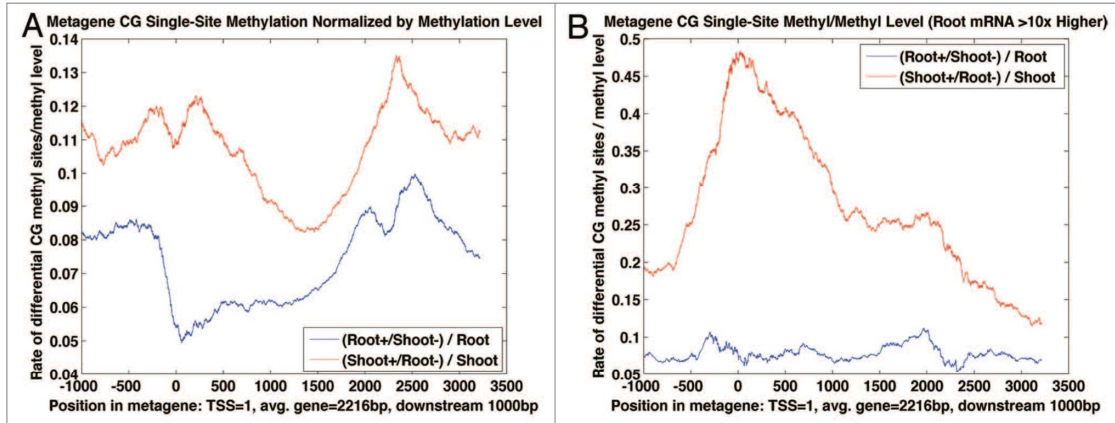 A
Metagene CG Single-Site Methylation Normalized by Methylation Level
Rate of differential CG methyl sites/methyl level
0.14
0.13
0.12
0.11
0.1
0.09
0.08
0.07
0.06
0.05
0.04
-1000 -500 0 500 1000 1500 2000 2500 3000 3500
(Root+/Shoot-) / Root
(Shoot+/Root-) / Shoot
Position in metagene: TSS=1, avg. gene=2216bp, downstream 1000bp
B
Metagene CG Single-Site Methyl/Methyl Level (Root mRNA >10x Higher)
Rate of differential CG methyl sites / methyl level
0.5
0.45
0.4
0.35
0.3
0.25
0.2
0.15
0.1
0.05
-1000 -500 0 500 1000 1500 2000 2500 3000 3500
(Root+/Shoot-) / Root
(Shoot+/Root-) / Shoot
Position in metagene: TSS=1, avg. gene=2216bp, downstream 1000bp